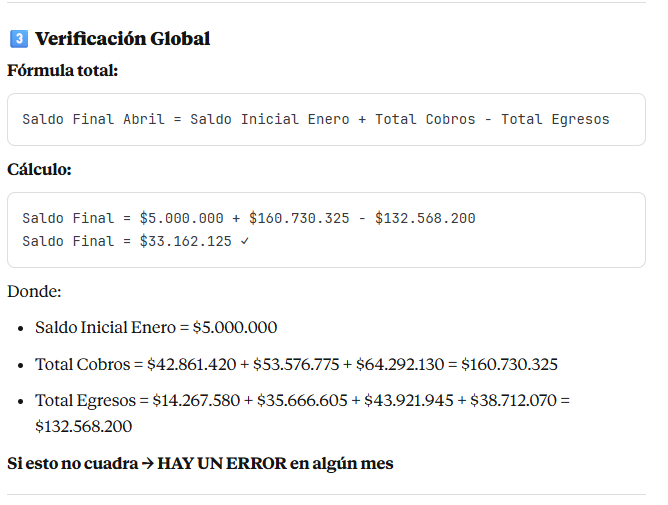 3 Verificación Global
Fórmula total:
Saldo Final Abril = Saldo Inicial Enero + Total Cobros - Total Egresos
Cálculo:
Saldo Final = $5.000.000 + $160.730.325 - $132.568.200
Saldo Final = $33.162.125 ✓
Donde:
• Saldo Inicial Enero = $5.000.000
• Total Cobros = $42.861.420 + $53.576.775 + $64.292.130 = $160.730.325
• Total Egresos = $14.267.580 + $35.666.605 + $43.921.945 + $38.712.070 =
$132.568.200
Si esto no cuadra → HAY UN ERROR en algún mes